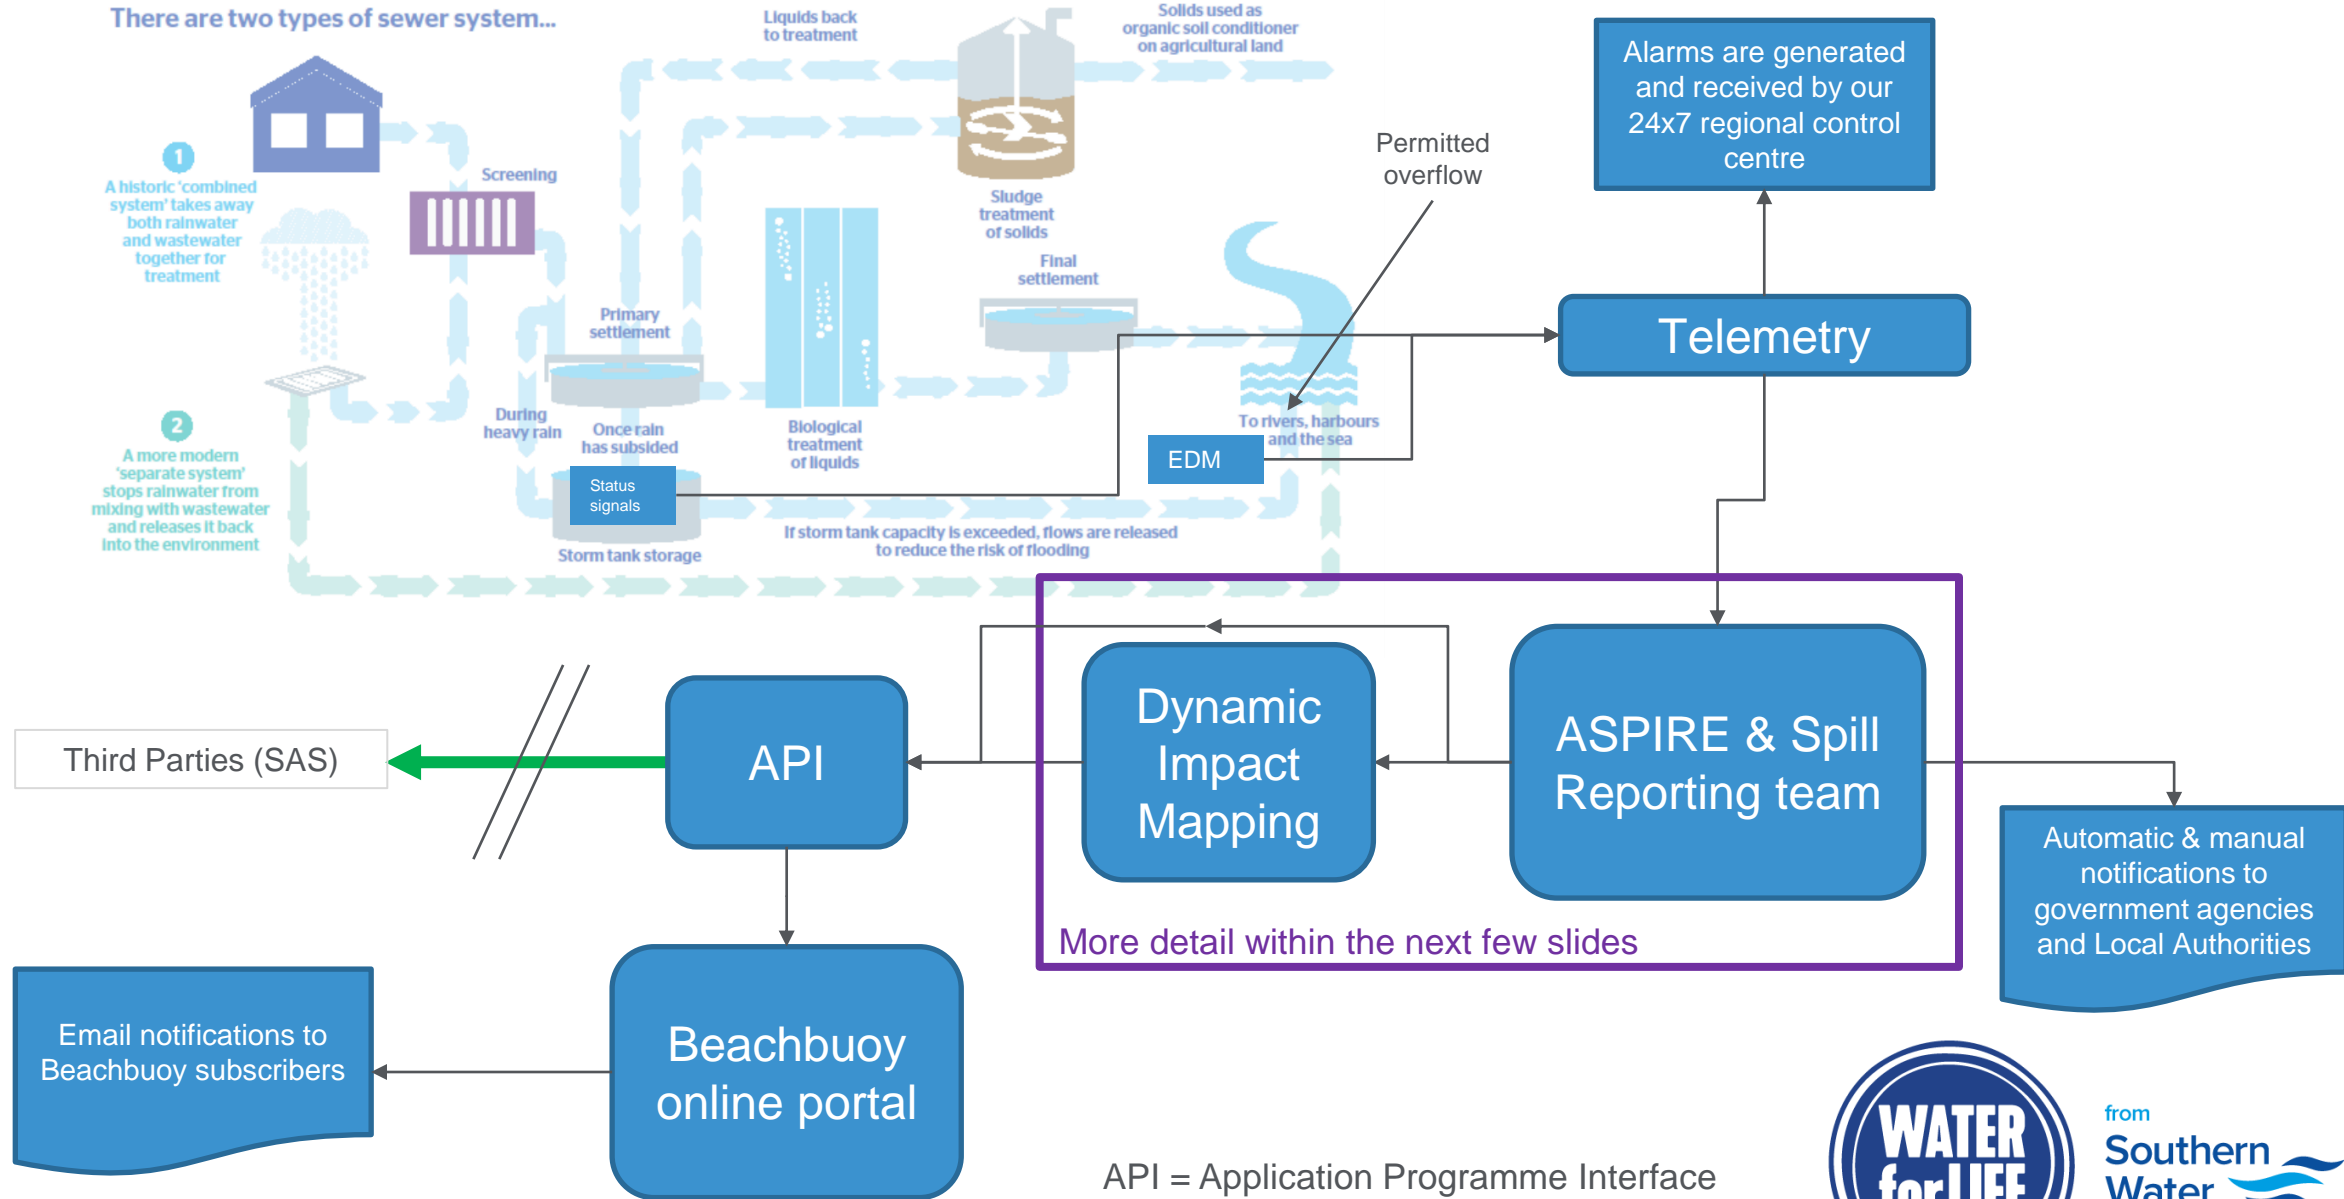 There are two types of sewer system...
1
A historic 'combined
system' takes away
both rainwater
and wastewater
together for
treatment
2
A more modern
'separate system'
stops rainwater from
mixing with wastewater
and releases it back
into the environment
Screening
Liquids back
to treatment
Solids used as
organic soil conditioner
on agricultural land
Sludge
treatment
of solids
Primary
settlement
During
heavy rain
Once rain
has subsided
Biological
treatment
of liquids
Final
settlement
To rivers, harbours
and the sea
Storm tank storage
If storm tank capacity is exceeded, flows are released
to reduce the risk of flooding
Permitted
overflow
Status
signals
EDM
Alarms are generated
and received by our
24x7 regional control
centre
Telemetry
Third Parties (SAS)
API
Dynamic
Impact
Mapping
ASPIRE & Spill
Reporting team
More detail within the next few slides
Automatic & manual
notifications to
government agencies
and Local Authorities
Email notifications to
Beachbuoy subscribers
Beachbuoy
online portal
API = Application Programme Interface
WATER
for LIFE
from
Southern
Water